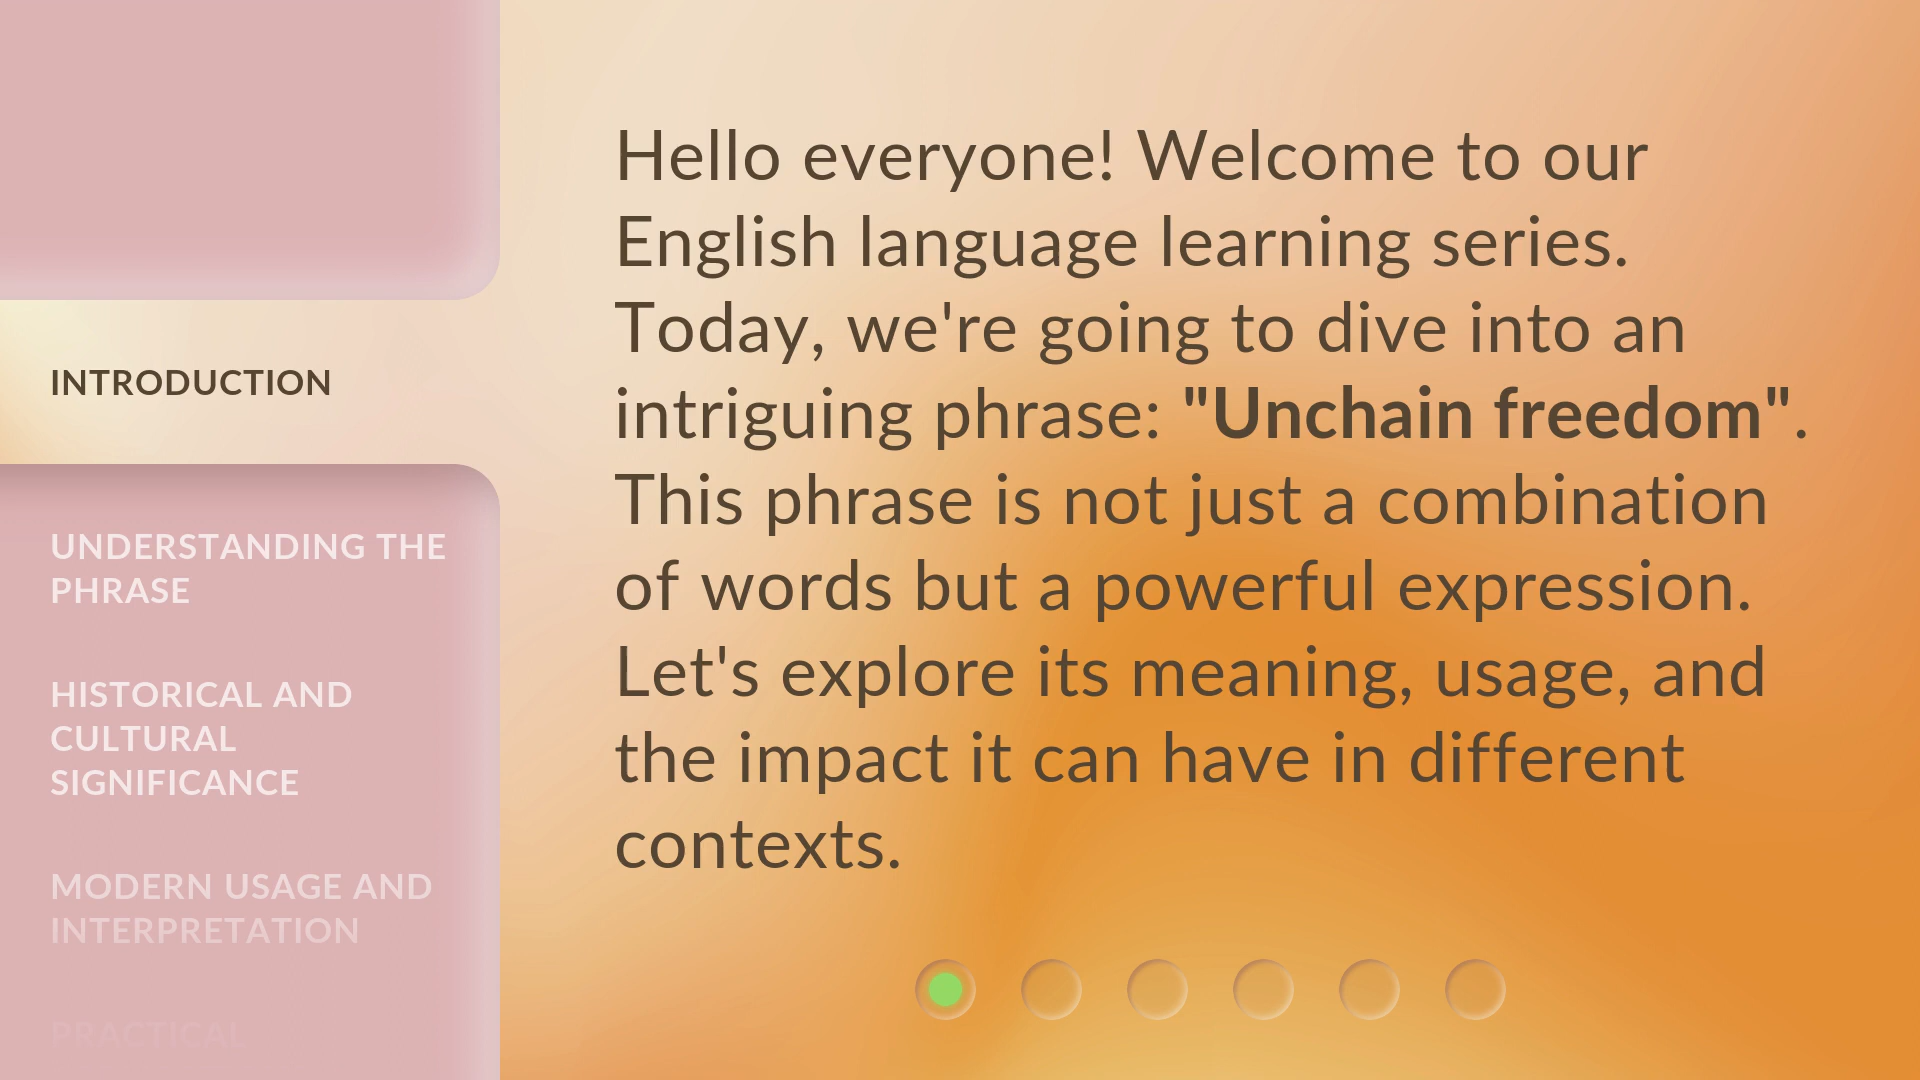 INTRODUCTION
UNDERSTANDING THE
PHRASE
HISTORICAL AND
CULTURAL
SIGNIFICANCE
MODERN USAGE AND
INTERPRETATION
PRACTICAL
Hello everyone! Welcome to our
English language learning series.
Today, we're going to dive into an
intriguing phrase: "Unchain freedom".
This phrase is not just a combination
of words but a powerful expression.
Let's explore its meaning, usage, and
the impact it can have in different
contexts.